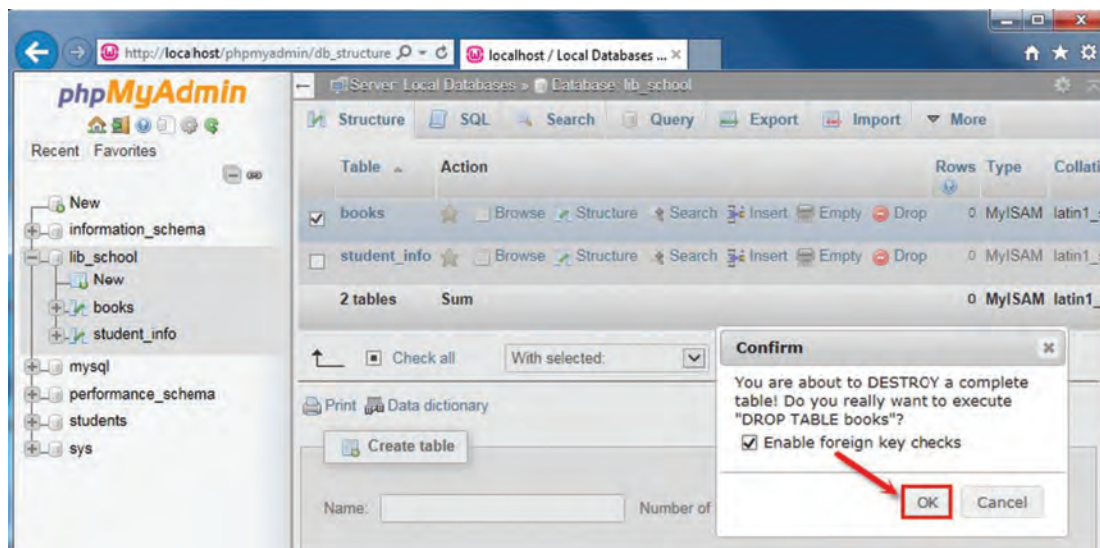 http://localhost/phpmyadmin/db_structure
localhost / Local Databases ...
phpMyAdmin
Recent Favorites
New
information_schema
lib_school
New
books
student_info
mysql
performance_schema
students
sys
Server: Local Databases » Database: lib_school
Structure SQL Search Query Export Import More
Table Action Rows Type Collati
books Browse Structure Search Insert Empty Drop 0 MyISAM latin1_
student_info Browse Structure Search Insert Empty Drop 0 MyISAM latin1_
2 tables Sum 0 MyISAM latin1_
Check all With selected:
Print Data dictionary
Create table
Name: Number of
Confirm
You are about to DESTROY a complete
table! Do you really want to execute
"DROP TABLE books"?
Enable foreign key checks
OK Cancel